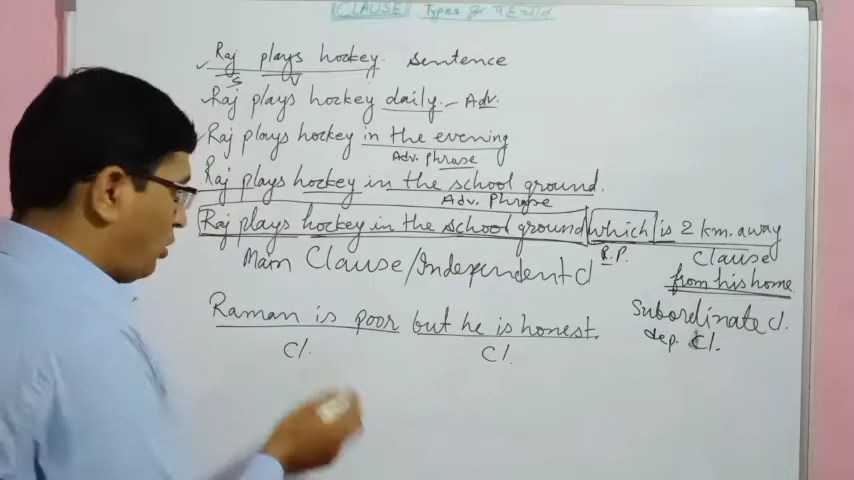 CLAUSE Types of
Raj plays hockey. sentence
S V
Raj plays hockey daily. - Adv.
Raj plays hockey in the evening
Adv. Phrase
Raj plays hockey in the school ground.
Adv. Phrase
Raj plays hockey in the school ground which is 2 km. away
R.P. Clause
from his home
Main Clause/Independent cl
Subordinate cl.
dep. cl.
Raman is poor but he is honest.
Cl. Cl.